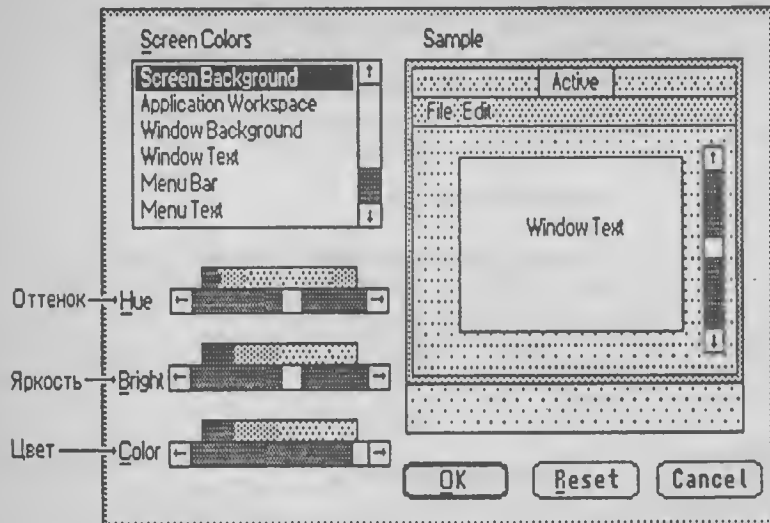 Screen Colors
Screen Background
Application Workspace
Window Background
Window Text
Menu Bar
Menu Text
Sample
Active
File Edit
Window Text
Оттенок
Hue
Яркость
Bright
Цвет
Color
OK
Reset
Cancel